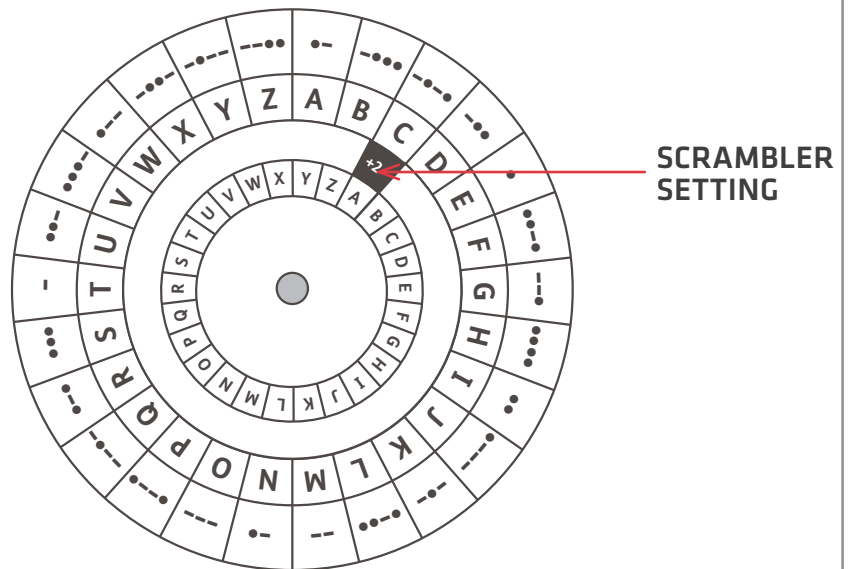 A B C D E F G H I J K L M N O P Q R S T U V W X Y Z
+2
A B C D E F G H I J K L M N O P Q R S T U V W X Y Z
SCRAMBLER
SETTING